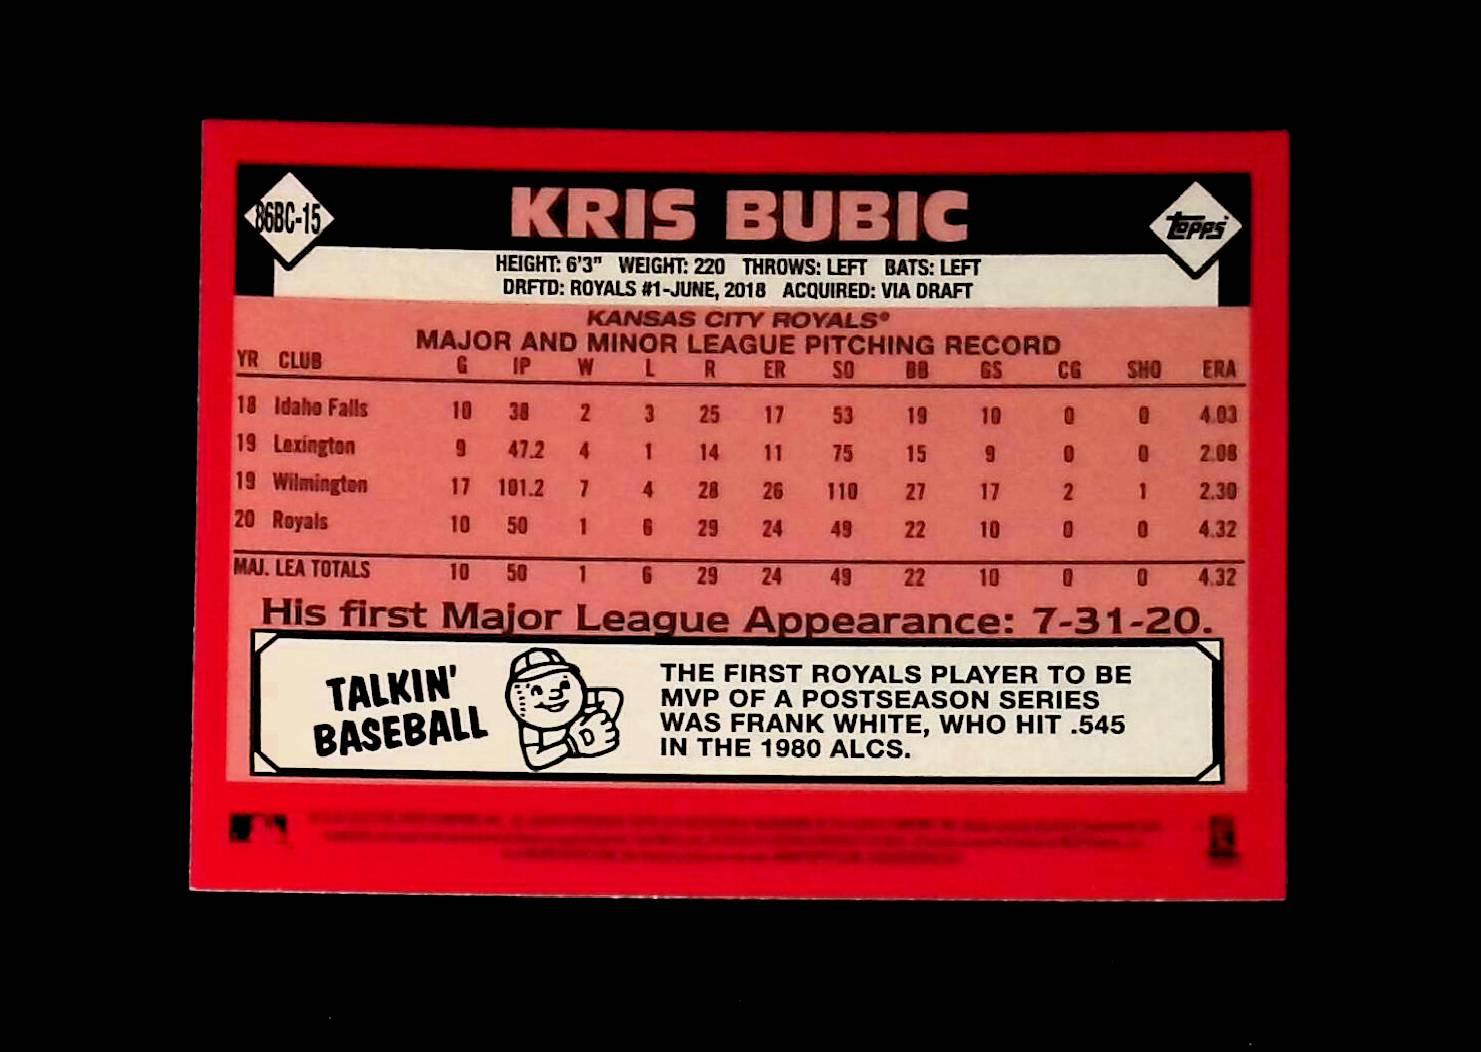 86BC-15
KRIS BUBIC
Topps
HEIGHT: 6'3" WEIGHT: 220 THROWS: LEFT BATS: LEFT
DRFTD: ROYALS #1-JUNE, 2018 ACQUIRED: VIA DRAFT
KANSAS CITY ROYALS®
MAJOR AND MINOR LEAGUE PITCHING RECORD
YR CLUB G IP W L R ER SO BB GS CG SHO ERA
18 Idaho Falls 10 38 2 3 25 17 53 19 10 0 0 4.03
19 Lexington 9 47.2 4 1 14 11 75 15 9 0 0 2.08
19 Wilmington 17 101.2 7 4 28 26 110 27 17 2 1 2.30
20 Royals 10 50 1 6 29 24 49 22 10 0 0 4.32
MAJ. LEA TOTALS 10 50 1 6 29 24 49 22 10 0 0 4.32
His first Major League Appearance: 7-31-20.
TALKIN'
BASEBALL
THE FIRST ROYALS PLAYER TO BE
MVP OF A POSTSEASON SERIES
WAS FRANK WHITE, WHO HIT .545
IN THE 1980 ALCS.